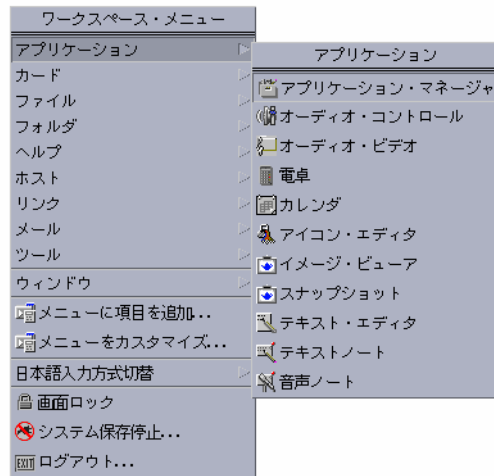 ワークスペース・メニュー
アプリケーション
カード
ファイル
フォルダ
ヘルプ
ホスト
リンク
メール
ツール
ウィンドウ
メニューに項目を追加...
メニューをカスタマイズ...
日本語入力方式切替
画面ロック
システム保存停止...
EXIT ログアウト...
アプリケーション
アプリケーション・マネージャ
オーディオ・コントロール
オーディオ・ビデオ
電卓
カレンダ
アイコン・エディタ
イメージ・ビューア
スナップショット
テキスト・エディタ
テキストノート
音声ノート